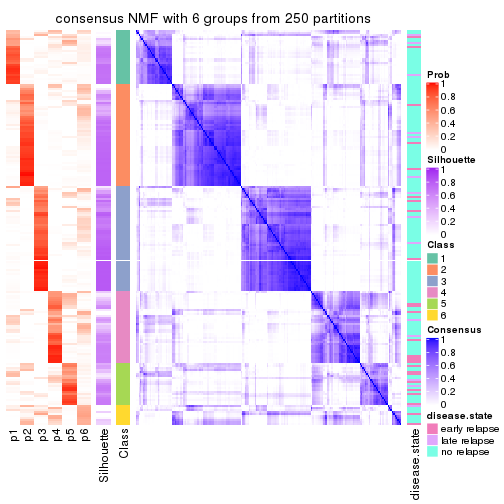 consensus NMF with 6 groups from 250 partitions
Prob
1
0.8
0.6
0.4
0.2
0
Silhouette
1
0.8
0.6
0.4
0.2
0
Class
1
2
3
4
5
6
Consensus
1
0.8
0.6
0.4
0.2
0
disease.state
early relapse
late relapse
no relapse
p1
p2
p3
p4
p5
p6
Silhouette
Class
disease.state